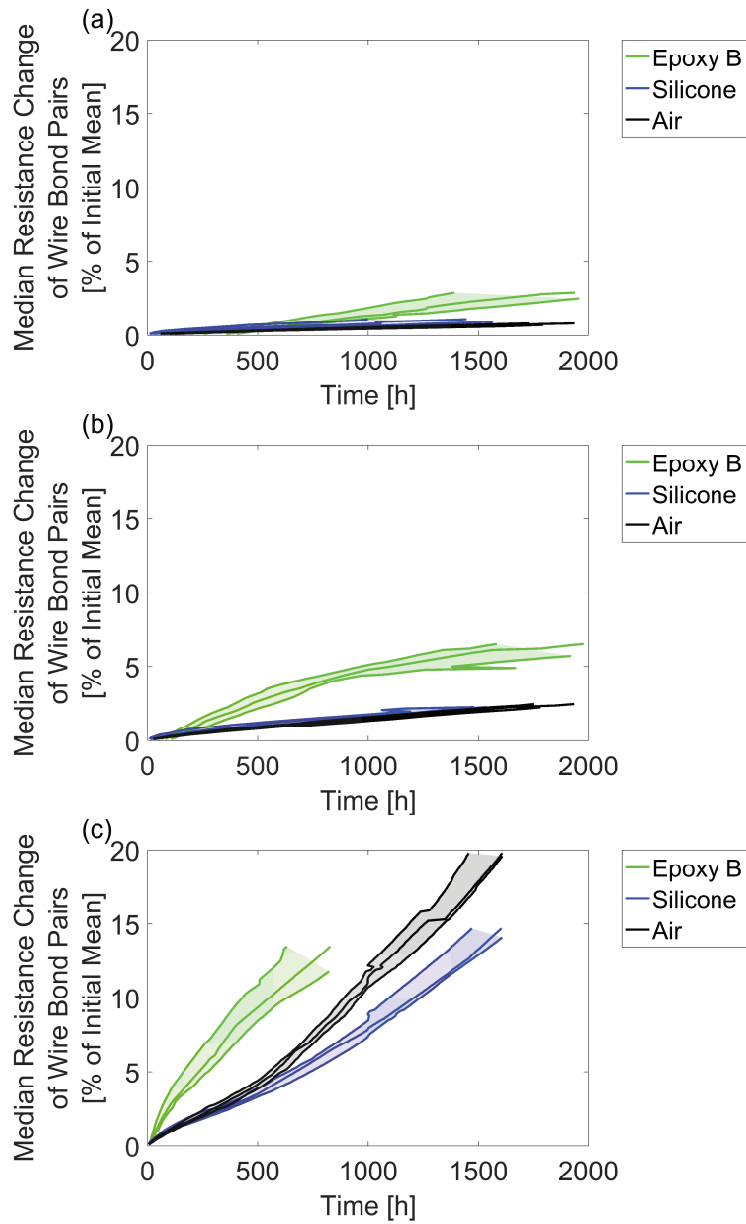 (a)
Median Resistance Change
of Wire Bond Pairs
[% of Initial Mean]
20
15
10
5
0
0 500 1000 1500 2000
Time [h]
Epoxy B
Silicone
Air
(b)
Median Resistance Change
of Wire Bond Pairs
[% of Initial Mean]
20
15
10
5
0
0 500 1000 1500 2000
Time [h]
Epoxy B
Silicone
Air
(c)
Median Resistance Change
of Wire Bond Pairs
[% of Initial Mean]
20
15
10
5
0
0 500 1000 1500 2000
Time [h]
Epoxy B
Silicone
Air